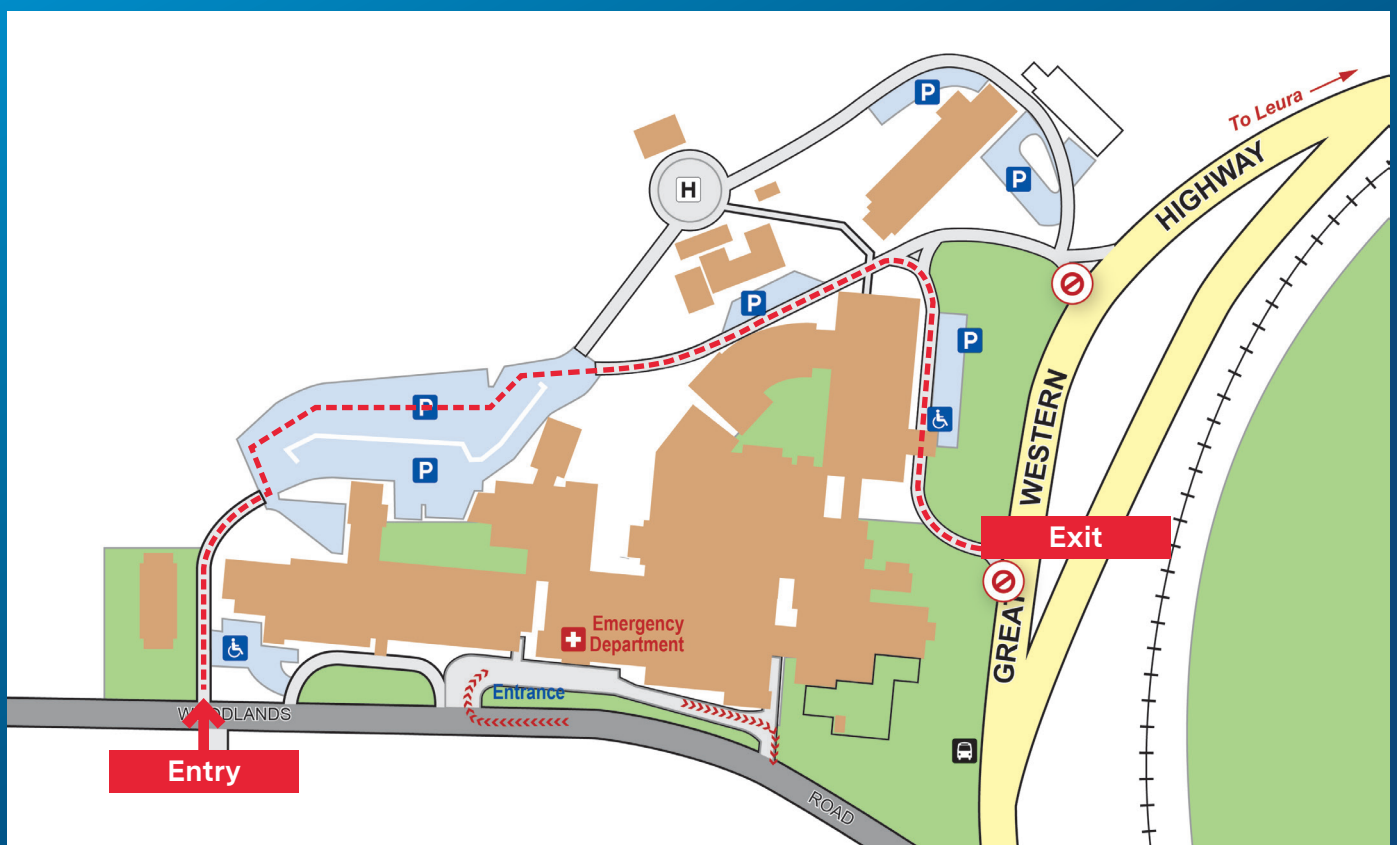 To Leura
P
HIGHWAY
P
H
P
P
WESTERN
P
P
Exit
GREAT
Emergency
Department
Entrance
WOODLANDS
Entry
ROAD